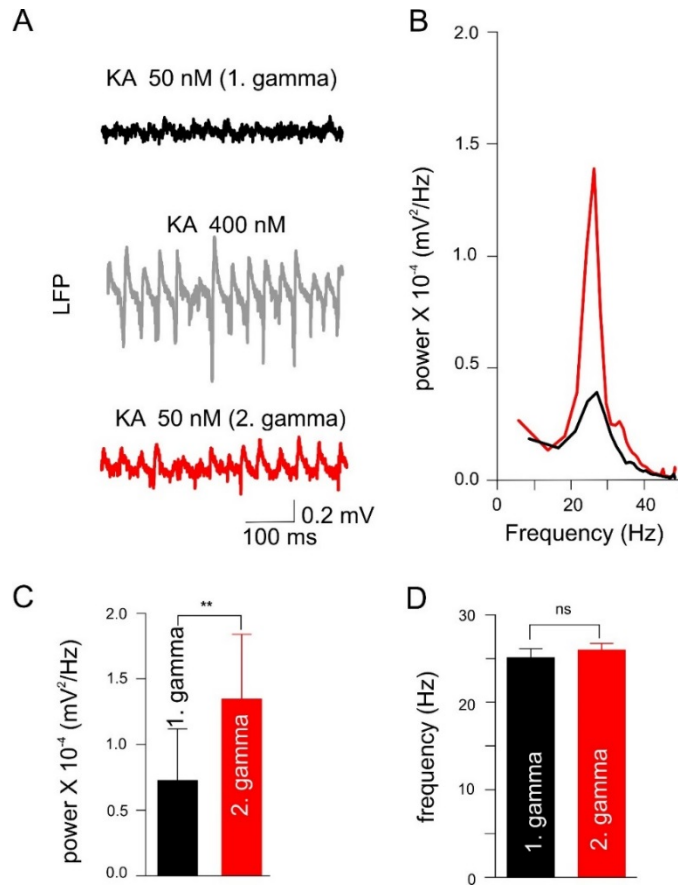 A
KA 50 nM (1. gamma)
KA 400 nM
LFP
KA 50 nM (2. gamma)
0.2 mV
100 ms
B
2.0
1.5
1.0
0.5
0.0
power X 10⁻⁴ (mV²/Hz)
0 20 40
Frequency (Hz)
C
2.0
1.5
1.0
0.5
0.0
power X 10⁻⁴ (mV²/Hz)
**
1. gamma
2. gamma
D
30
20
10
0
frequency (Hz)
ns
1. gamma
2. gamma